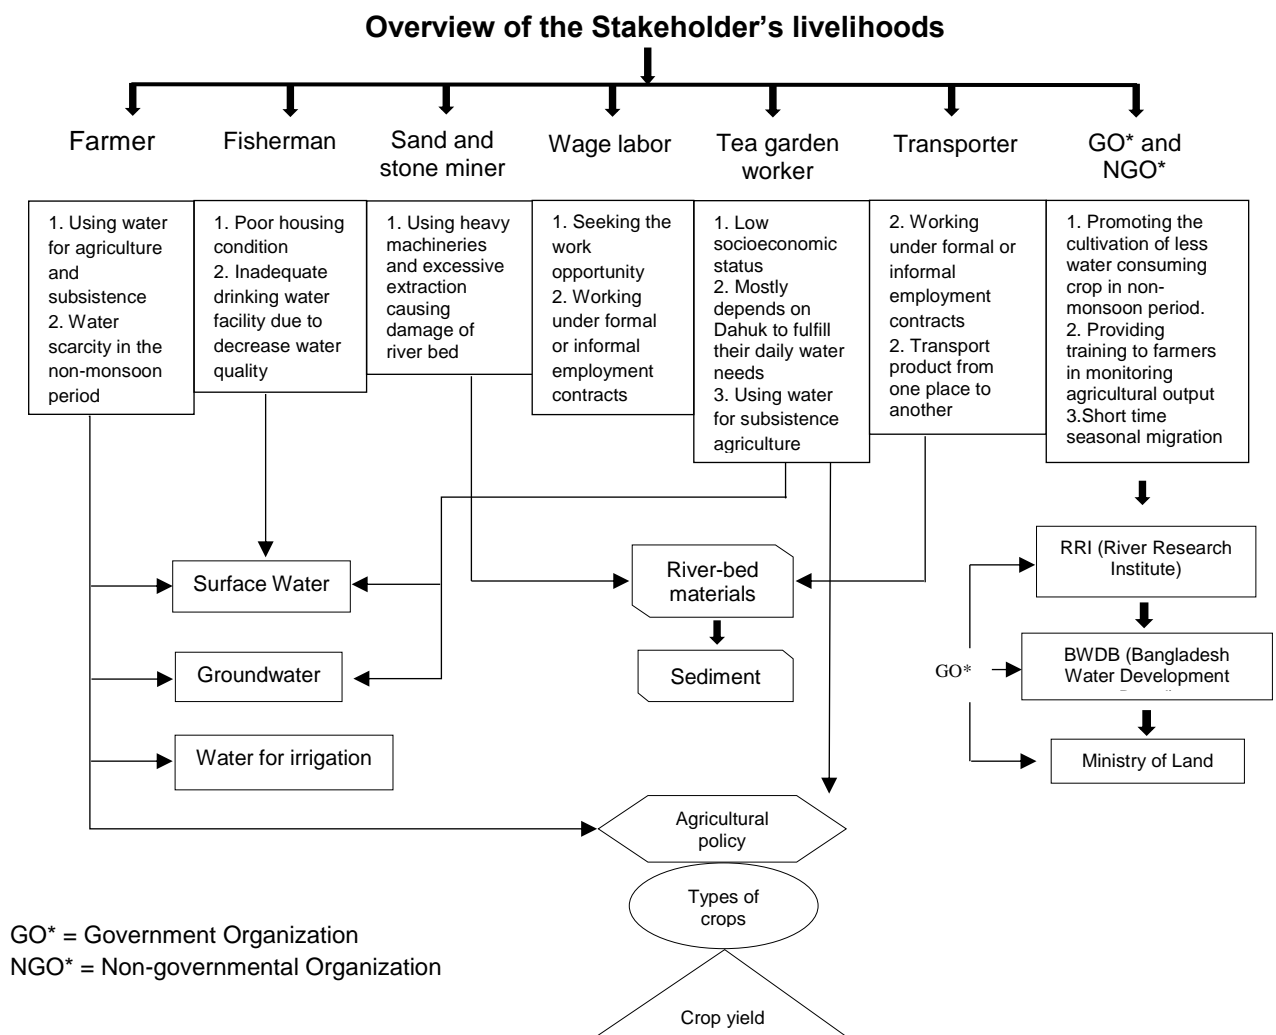 Overview of the Stakeholder's livelihoods
Farmer
Fisherman
Sand and
stone miner
Wage labor
Tea garden
worker
Transporter
GO* and
NGO*
1. Using water
for agriculture
and
subsistence
2. Water
scarcity in the
non-monsoon
period
1. Poor housing
condition
2. Inadequate
drinking water
facility due to
decrease water
quality
1. Using heavy
machineries
and excessive
extraction
causing
damage of
river bed
1. Seeking the
work
opportunity
2. Working
under formal
or informal
employment
contracts
1. Low
socioeconomic
status
2. Mostly
depends on
Dahuk to fulfill
their daily water
needs
3. Using water
for subsistence
agriculture
2. Working
under formal or
informal
employment
contracts
2. Transport
product from
one place to
another
1. Promoting the
cultivation of less
water consuming
crop in non-
monsoon period.
2. Providing
training to farmers
in monitoring
agricultural output
3.Short time
seasonal migration
Surface Water
Groundwater
Water for irrigation
River-bed
materials
Sediment
RRI (River Research
Institute)
GO*
BWDB (Bangladesh
Water Development
Ministry of Land
Agricultural
policy
Types of
crops
Crop yield
GO* = Government Organization
NGO* = Non-governmental Organization